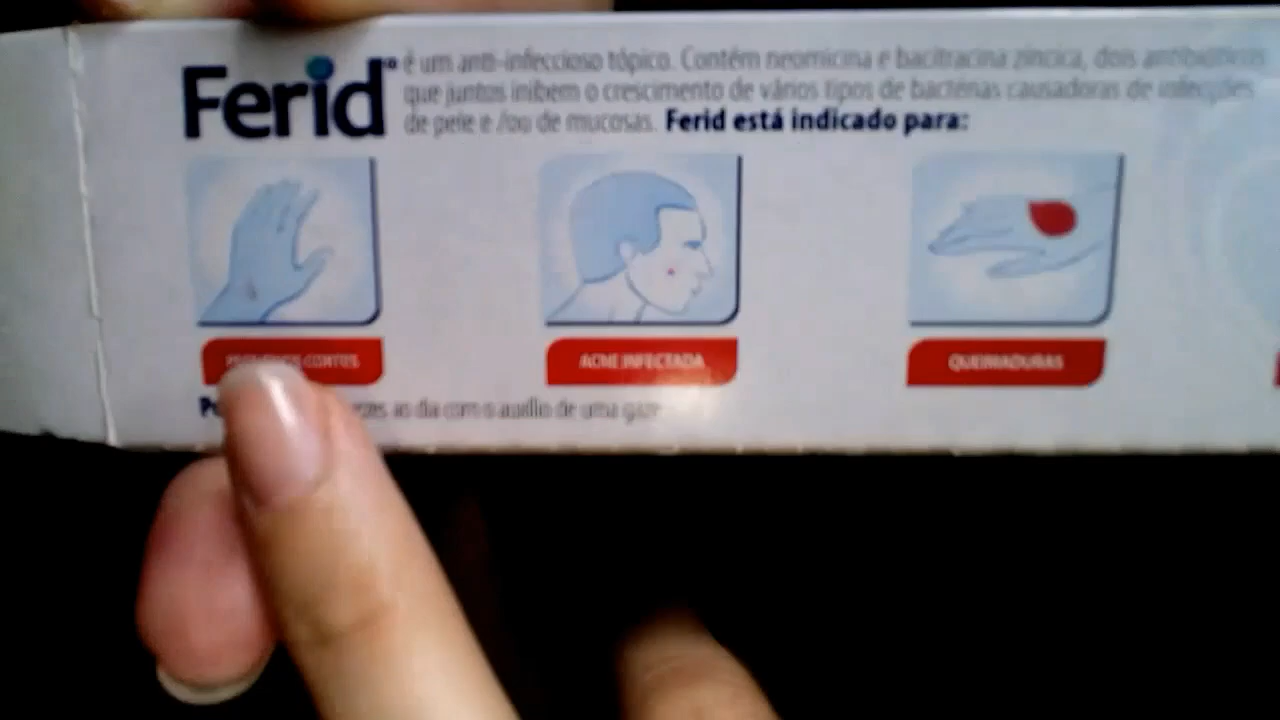 Ferid é um anti-infeccioso tópico. Contém neomicina e bacitracina zíncica, dois antibióticos
que juntos inibem o crescimento de vários tipos de bactérias causadoras de infecções
de pele e /ou de mucosas. Ferid está indicado para:
CORTES
ACNE INFECTADA
QUEIMADURAS
ao dia com o auxílio de uma gaze